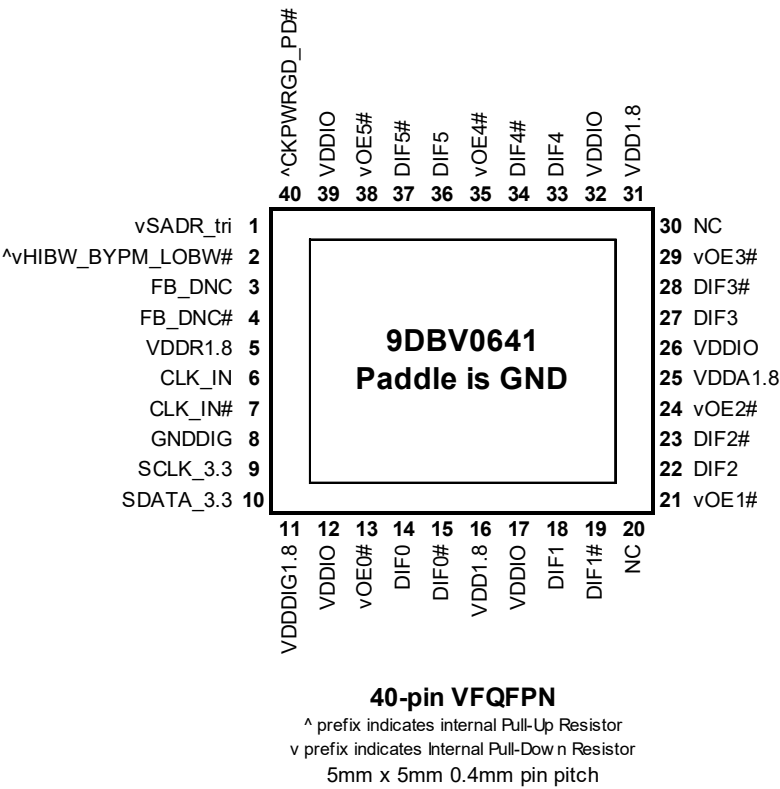 ^CKPWRGD_PD#
VDDIO
vOE5#
DIF5#
DIF5
vOE4#
DIF4#
DIF4
VDDIO
VDD1.8
40 39 38 37 36 35 34 33 32 31
vSADR_tri 1
^vHIBW_BYPM_LOBW# 2
FB_DNC 3
FB_DNC# 4
VDDR1.8 5
CLK_IN 6
CLK_IN# 7
GNDDIG 8
SCLK_3.3 9
SDATA_3.3 10
9DBV0641
Paddle is GND
30 NC
29 vOE3#
28 DIF3#
27 DIF3
26 VDDIO
25 VDDA1.8
24 vOE2#
23 DIF2#
22 DIF2
21 vOE1#
11 12 13 14 15 16 17 18 19 20
VDDDIG1.8
VDDIO
vOE0#
DIF0
DIF0#
VDD1.8
VDDIO
DIF1
DIF1#
NC
40-pin VFQFPN
^ prefix indicates internal Pull-Up Resistor
v prefix indicates Internal Pull-Down Resistor
5mm x 5mm 0.4mm pin pitch